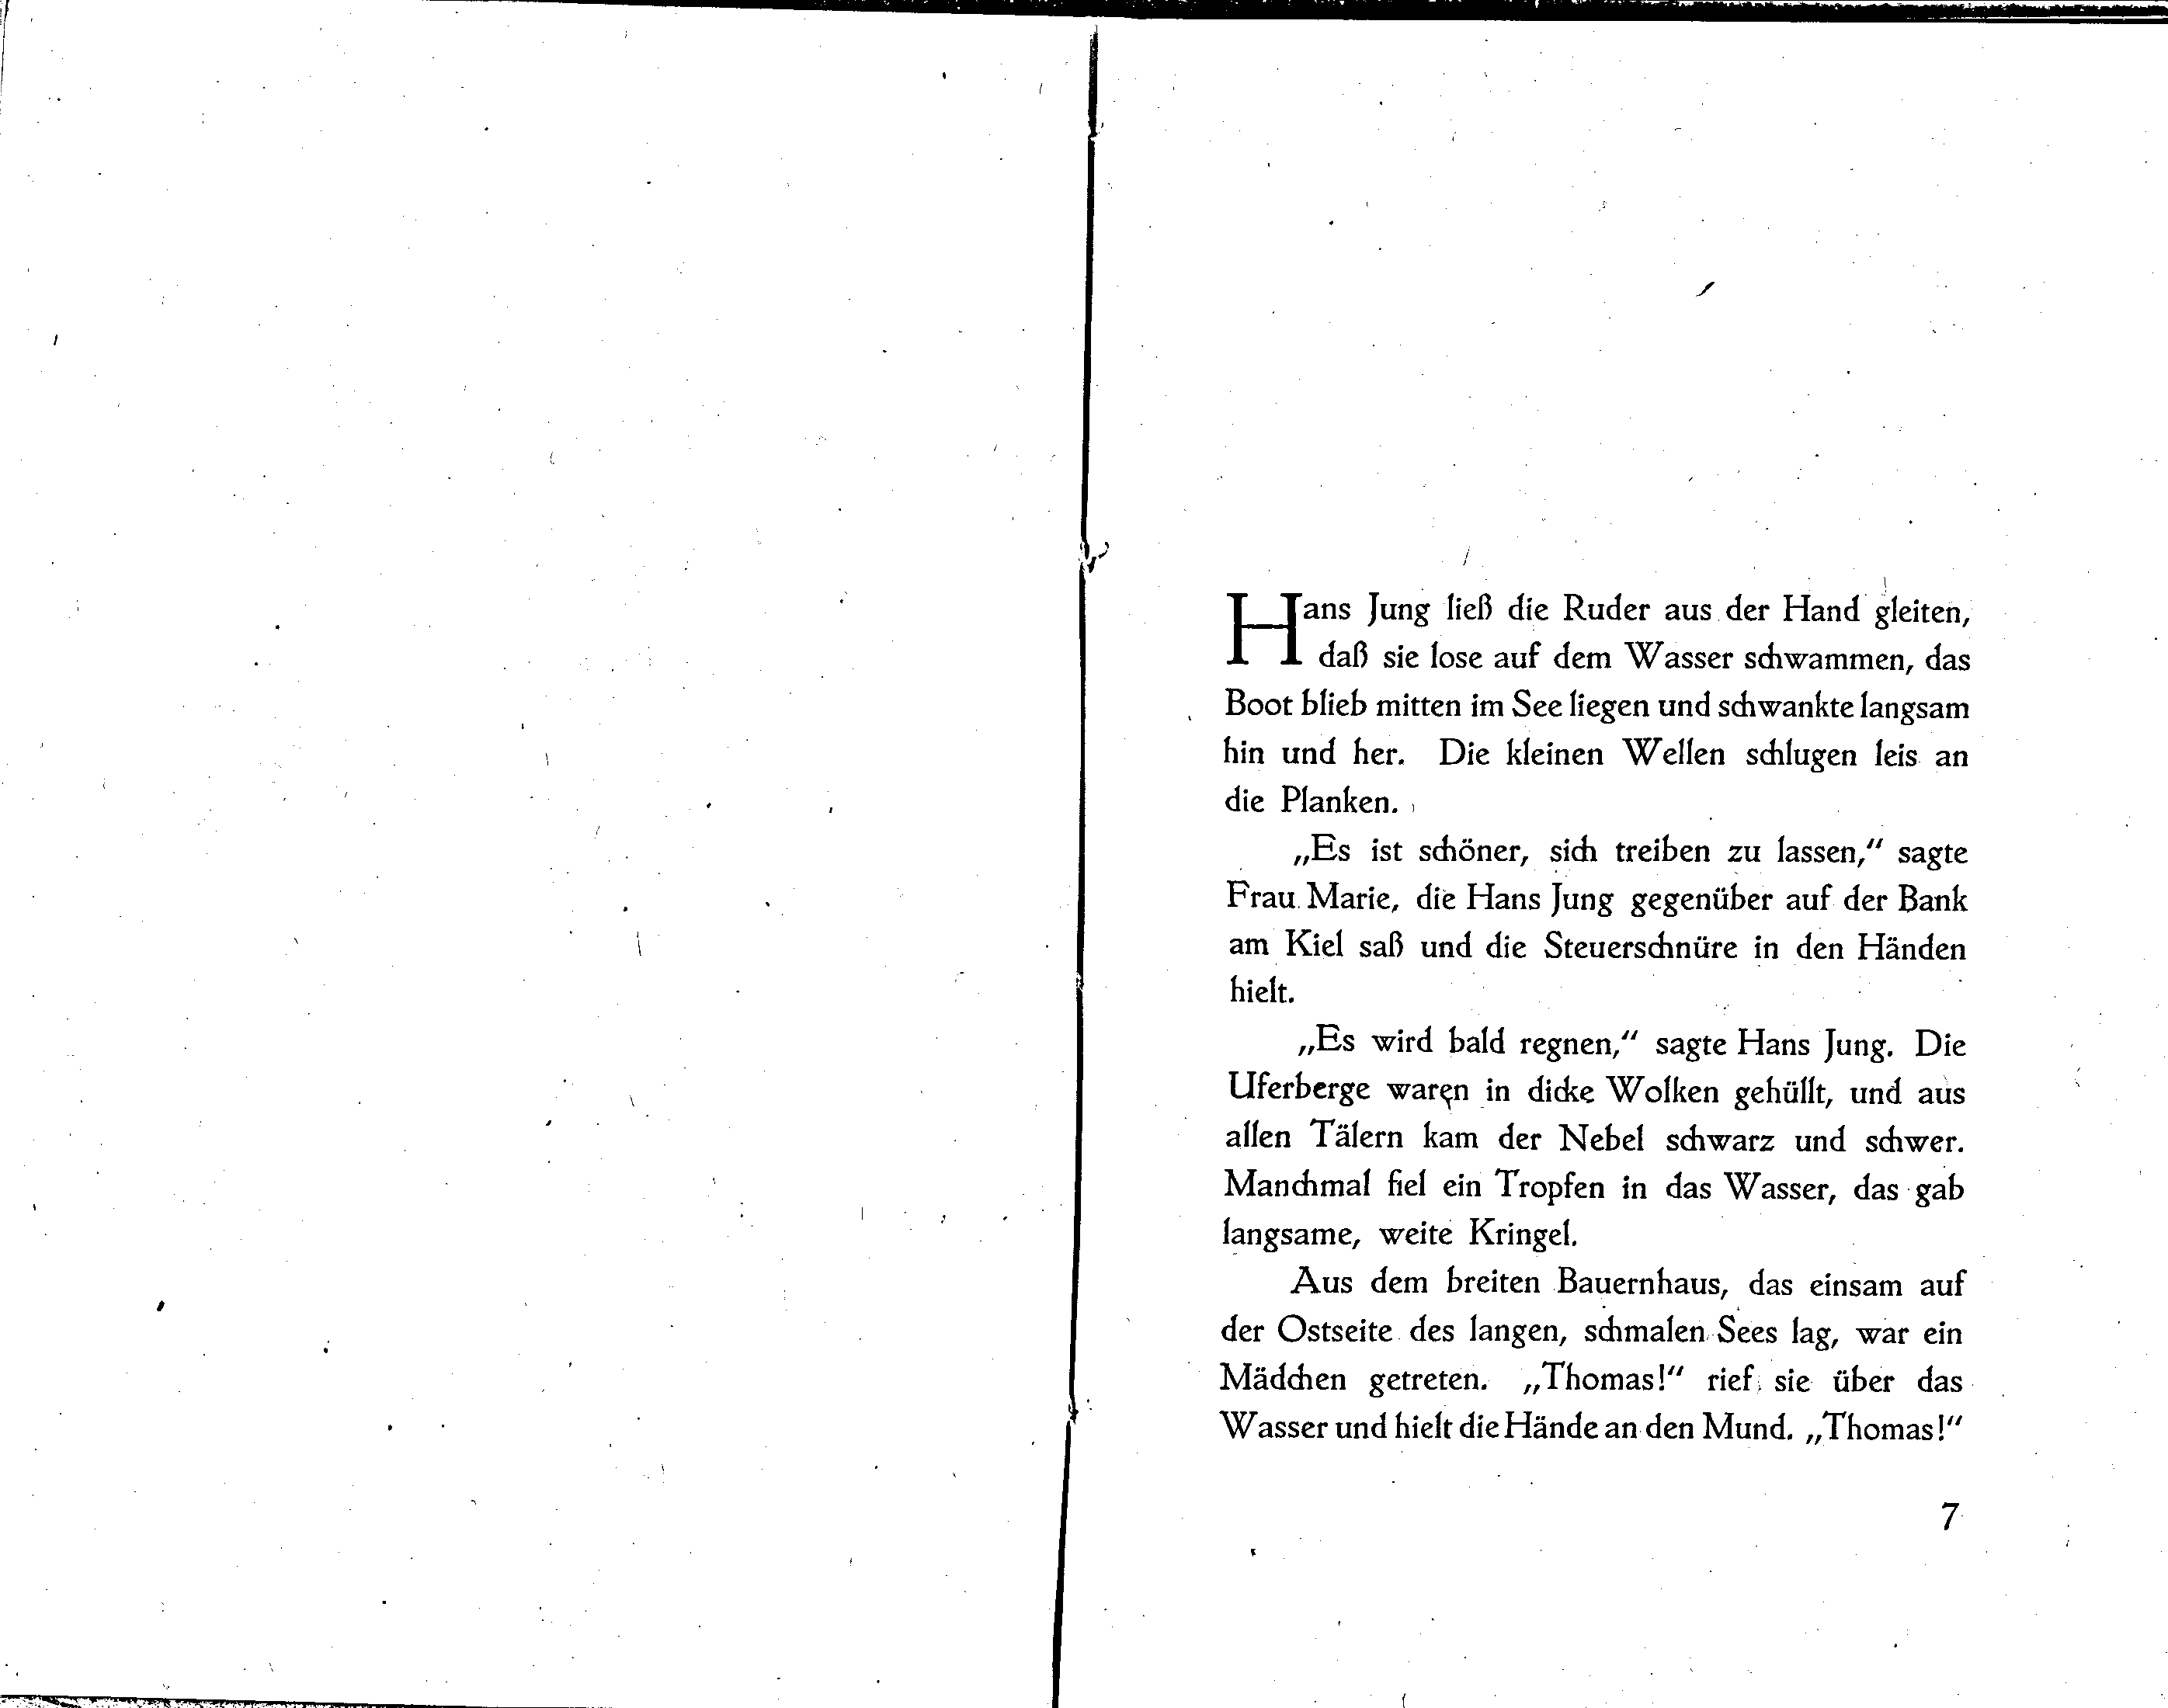 Hans Jung ließ die Ruder aus der Hand gleiten,
daß sie lose auf dem Wasser schwammen, das
Boot blieb mitten im See liegen und schwankte langsam
hin und her. Die kleinen Wellen schlugen leis an
die Planken.
„Es ist schöner, sich treiben zu lassen,“ sagte
Frau Marie, die Hans Jung gegenüber auf der Bank
am Kiel saß und die Steuerschnüre in den Händen
hielt.
„Es wird bald regnen,“ sagte Hans Jung. Die
Uferberge waren in dicke Wolken gehüllt, und aus
allen Tälern kam der Nebel schwarz und schwer.
Manchmal fiel ein Tropfen in das Wasser, das gab
langsame, weite Kringel.
Aus dem breiten Bauernhaus, das einsam auf
der Ostseite des langen, schmalen Sees lag, war ein
Mädchen getreten. „Thomas!“ rief sie über das
Wasser und hielt die Hände an den Mund. „Thomas!“
7